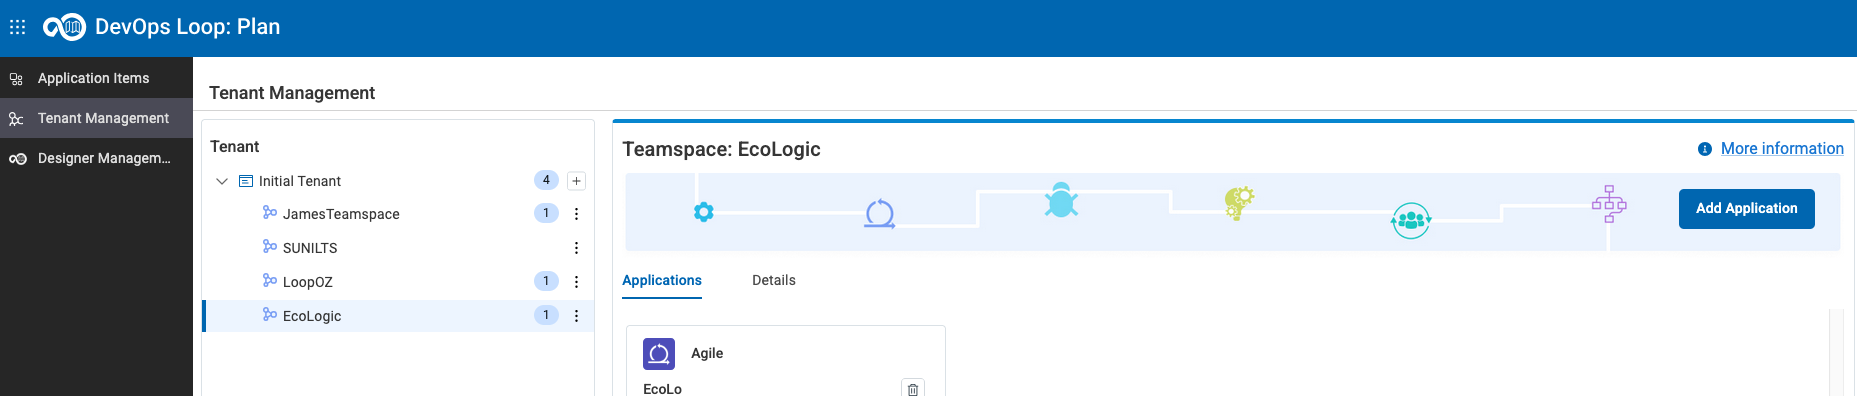 DevOps Loop: Plan
Application Items
Tenant Management
Designer Managem...
Tenant Management
Tenant
Initial Tenant 4
JamesTeamspace 1
SUNILTS
LoopOZ 1
EcoLogic 1
Teamspace: EcoLogic
More information
Add Application
Applications Details
Agile
EcoLo